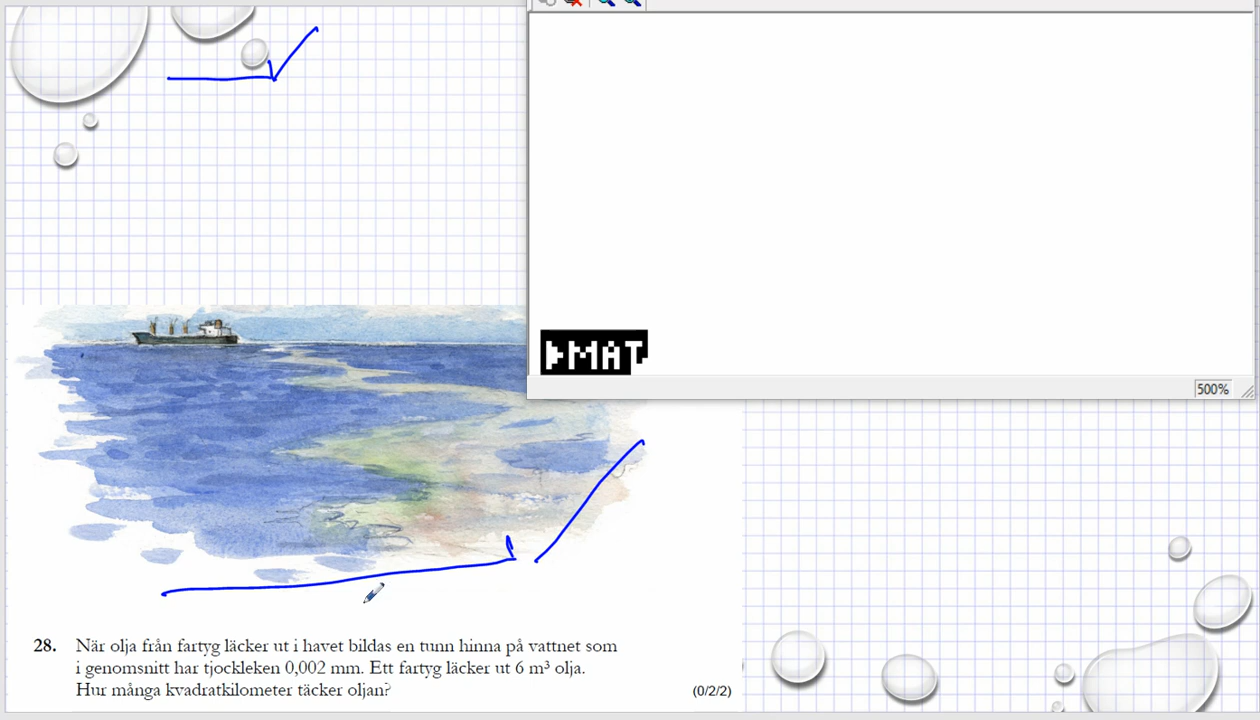 ▶MAT
500%
28. När olja från fartyg läcker ut i havet bildas en tunn hinna på vattnet som
i genomsnitt har tjockleken 0,002 mm. Ett fartyg läcker ut 6 m³ olja.
Hur många kvadratkilometer täcker oljan?
(0/2/2)